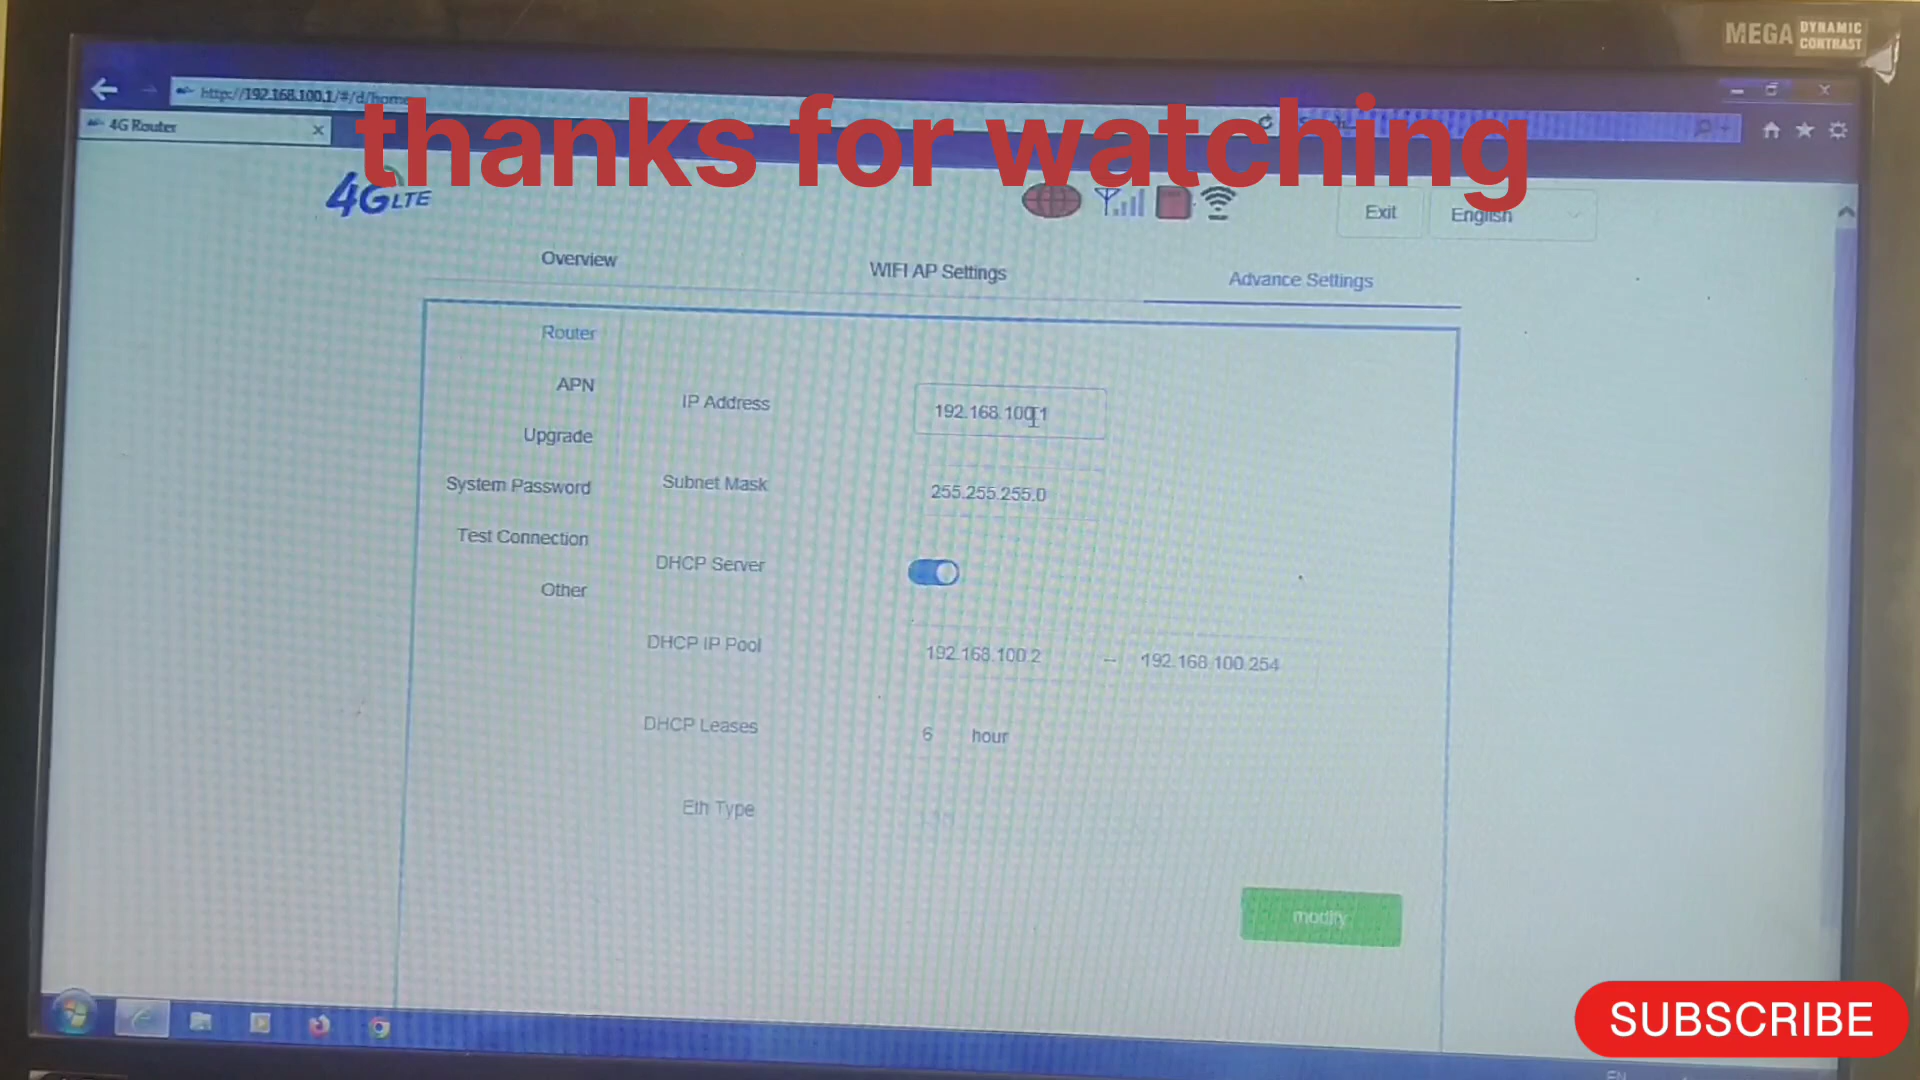 MEGA DYNAMIC CONTRAST
http://192.168.100.1/#/d/home
4G Router
thanks for watching
4G LTE
Exit
English
Overview
WIFI AP Settings
Advance Settings
Router
APN
Upgrade
System Password
Test Connection
Other
IP Address
192.168.100.1
Subnet Mask
255.255.255.0
DHCP Server
DHCP IP Pool
192.168.100.2
--
192.168.100.254
DHCP Leases
6
hour
Eth Type
modify
SUBSCRIBE
EN